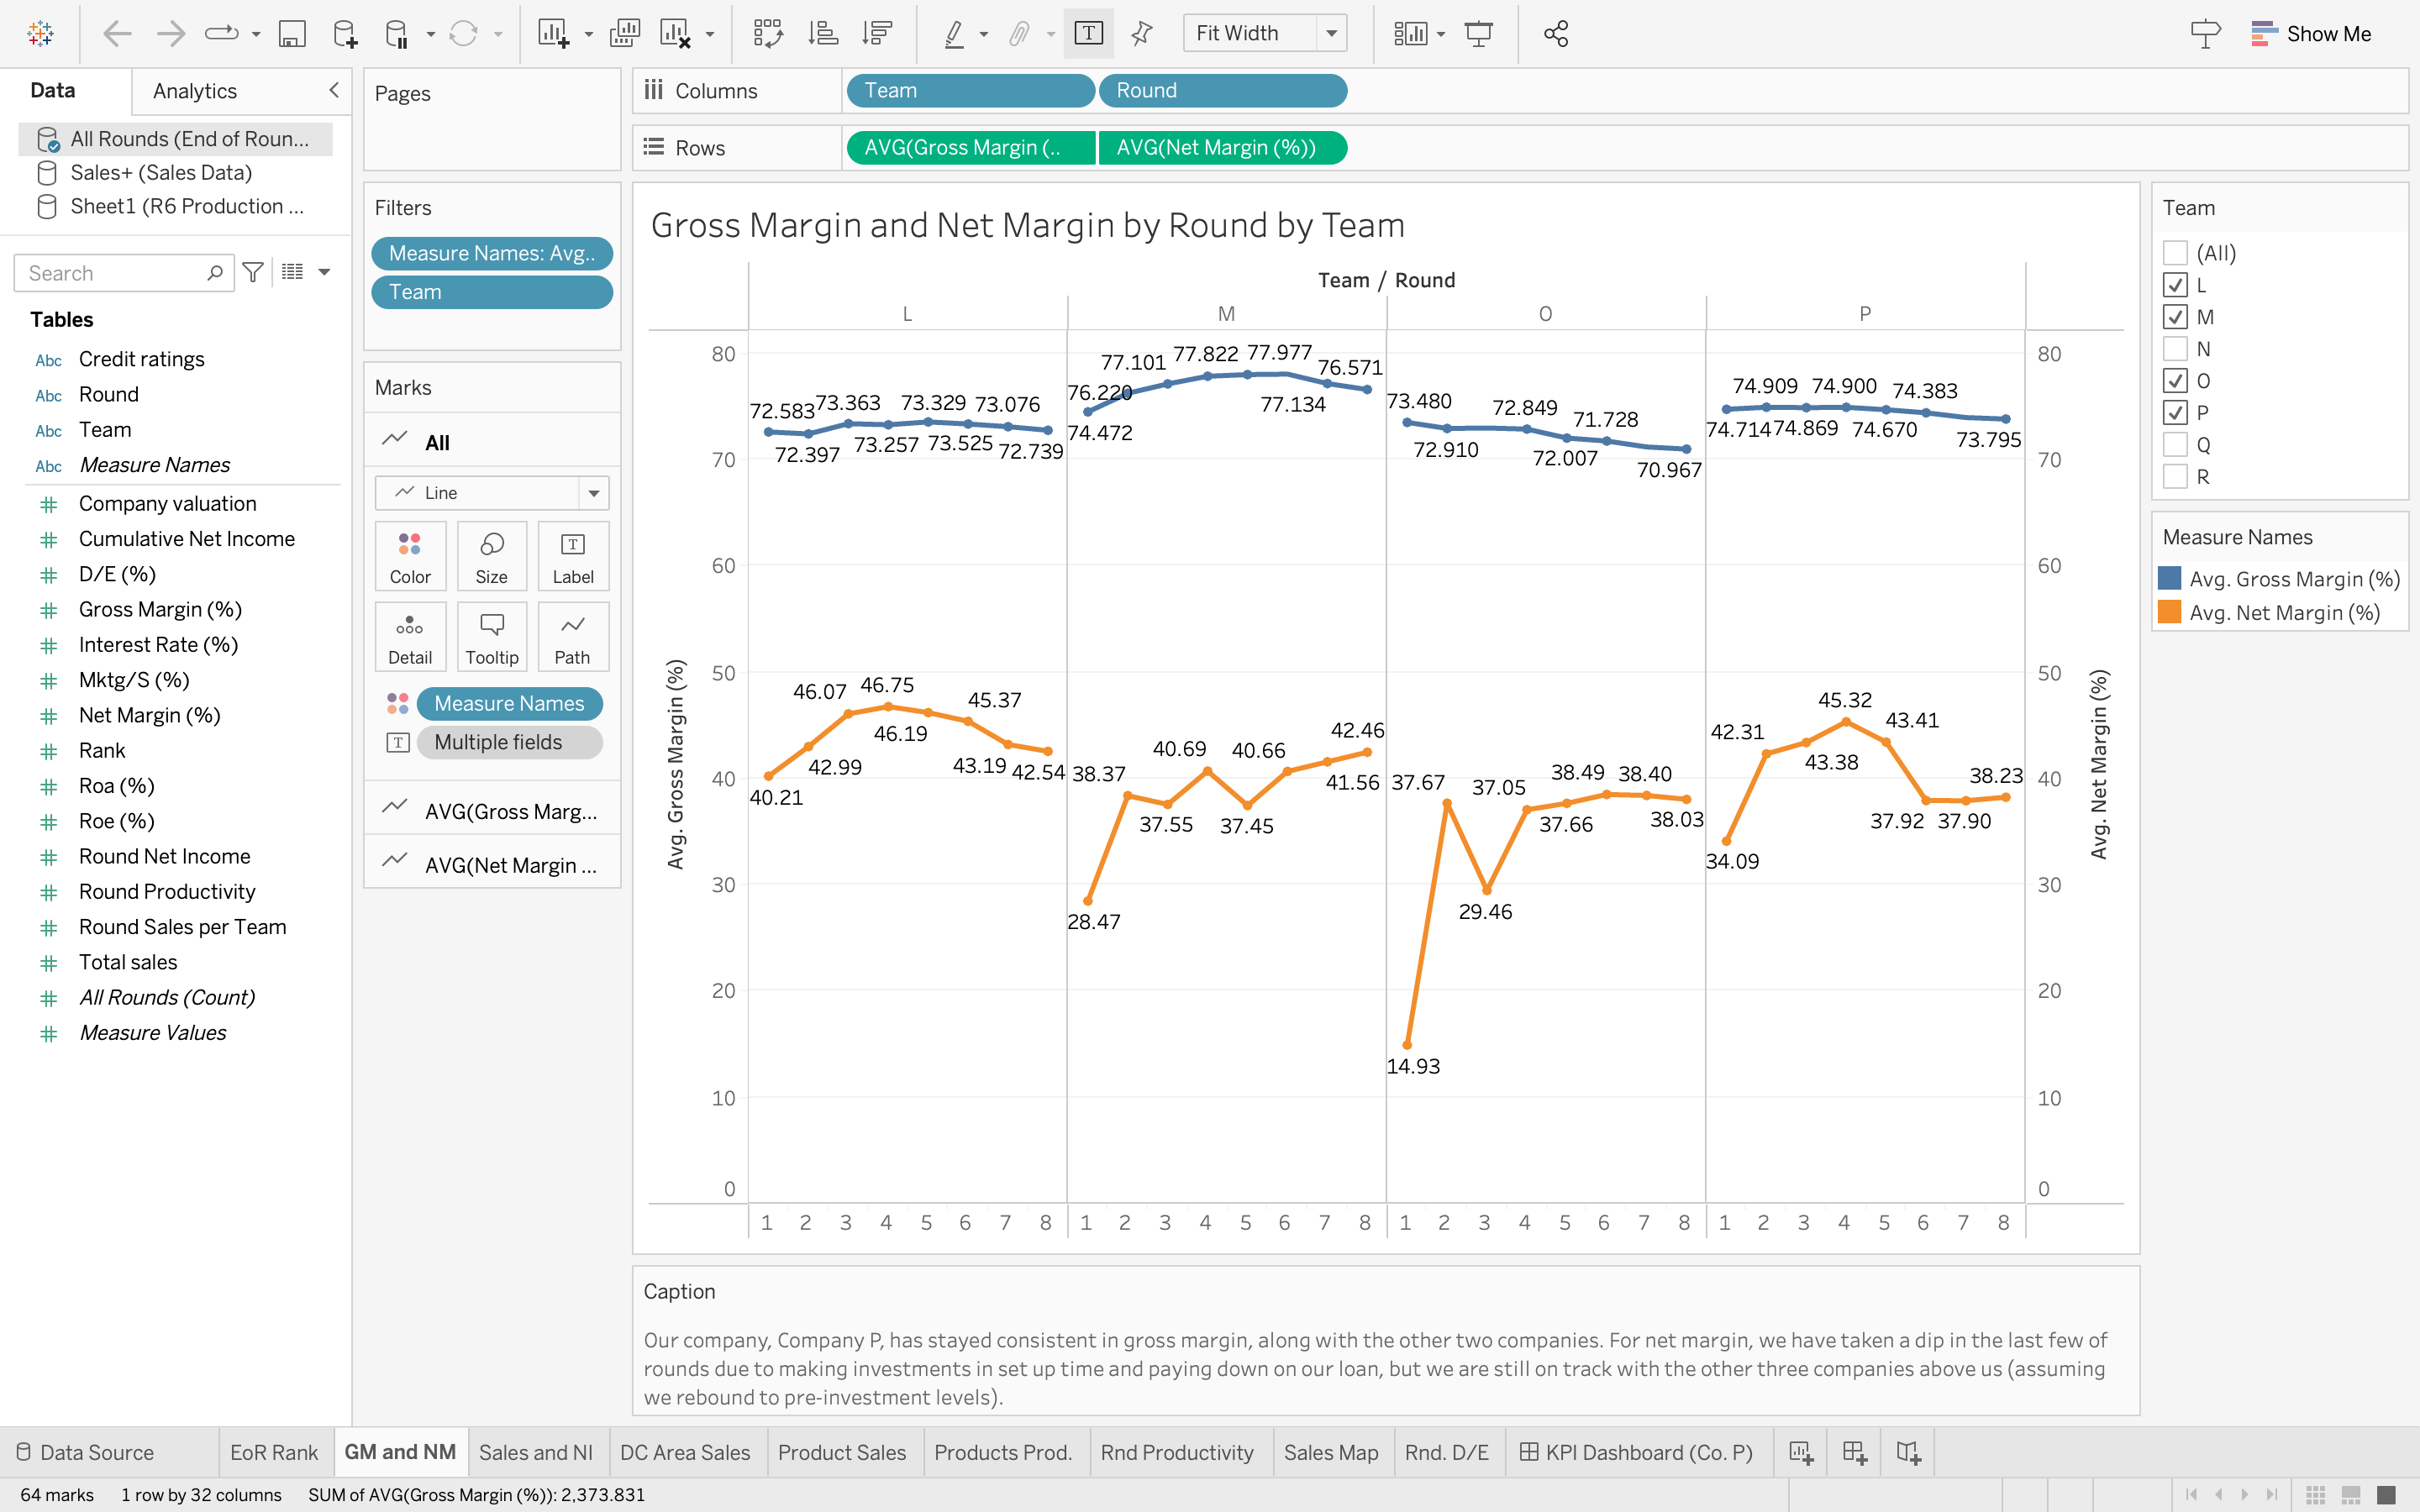 Fit Width
Show Me
Data
Analytics
All Rounds (End of Roun...
Sales+ (Sales Data)
Sheet1 (R6 Production ...
Search
Tables
Abc Credit ratings
Abc Round
Abc Team
Abc Measure Names
Company valuation
Cumulative Net Income
D/E (%)
Gross Margin (%)
Interest Rate (%)
Mktg/S (%)
Net Margin (%)
Rank
Roa (%)
Roe (%)
Round Net Income
Round Productivity
Round Sales per Team
Total sales
All Rounds (Count)
Measure Values
Pages
Filters
Measure Names: Avg..
Team
Marks
All
Line
Color Size Label
Detail Tooltip Path
Measure Names
Multiple fields
AVG(Gross Marg...
AVG(Net Margin ...
Columns Team Round
Rows AVG(Gross Margin (.. AVG(Net Margin (%))
Gross Margin and Net Margin by Round by Team
Team / Round
L M O P
Avg. Gross Margin (%)
80
70
60
50
40
30
20
10
0
72.583 73.363 73.329 73.076
72.397 73.257 73.525 72.739
46.07 46.75 45.37
46.19
42.99 43.19 42.54
40.21
77.101 77.822 77.977 76.571
76.220
77.134
74.472
40.69 40.66 42.46
38.37 41.56
37.55 37.45
28.47
73.480 72.849 71.728
72.910 72.007 70.967
37.67 37.05 38.49 38.40
37.66 38.03
29.46
14.93
74.909 74.900 74.383
74.714 74.869 74.670 73.795
45.32
42.31 43.41
43.38 38.23
37.92 37.90
34.09
80
70
60
50
40
30
20
10
0
Avg. Net Margin (%)
1 2 3 4 5 6 7 8 1 2 3 4 5 6 7 8 1 2 3 4 5 6 7 8 1 2 3 4 5 6 7 8
Team
(All)
L
M
N
O
P
Q
R
Measure Names
Avg. Gross Margin (%)
Avg. Net Margin (%)
Caption
Our company, Company P, has stayed consistent in gross margin, along with the other two companies. For net margin, we have taken a dip in the last few of
rounds due to making investments in set up time and paying down on our loan, but we are still on track with the other three companies above us (assuming
we rebound to pre-investment levels).
Data Source EoR Rank GM and NM Sales and NI DC Area Sales Product Sales Products Prod. Rnd Productivity Sales Map Rnd. D/E KPI Dashboard (Co. P)
64 marks 1 row by 32 columns SUM of AVG(Gross Margin (%)): 2,373.831